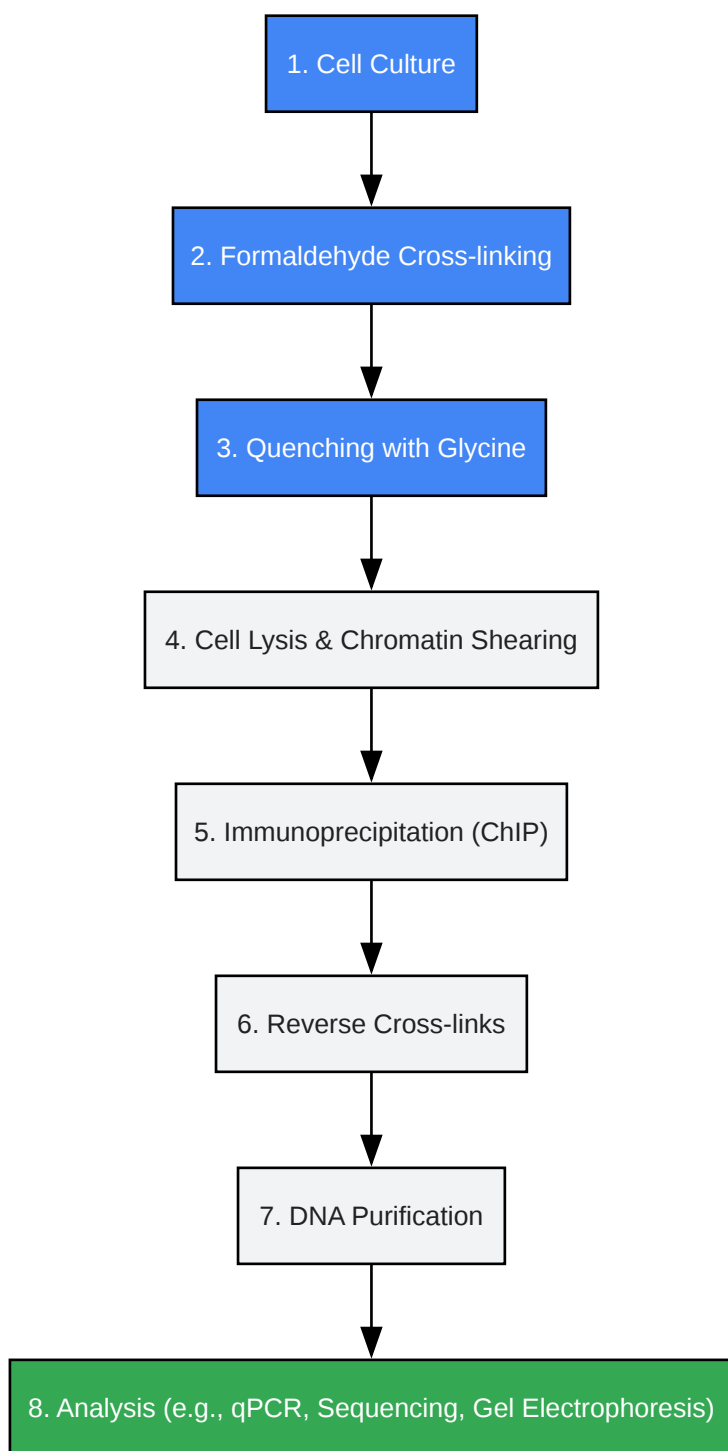 1. Cell Culture
2. Formaldehyde Cross-linking
3. Quenching with Glycine
4. Cell Lysis & Chromatin Shearing
5. Immunoprecipitation (ChIP)
6. Reverse Cross-links
7. DNA Purification
8. Analysis (e.g., qPCR, Sequencing, Gel Electrophoresis)